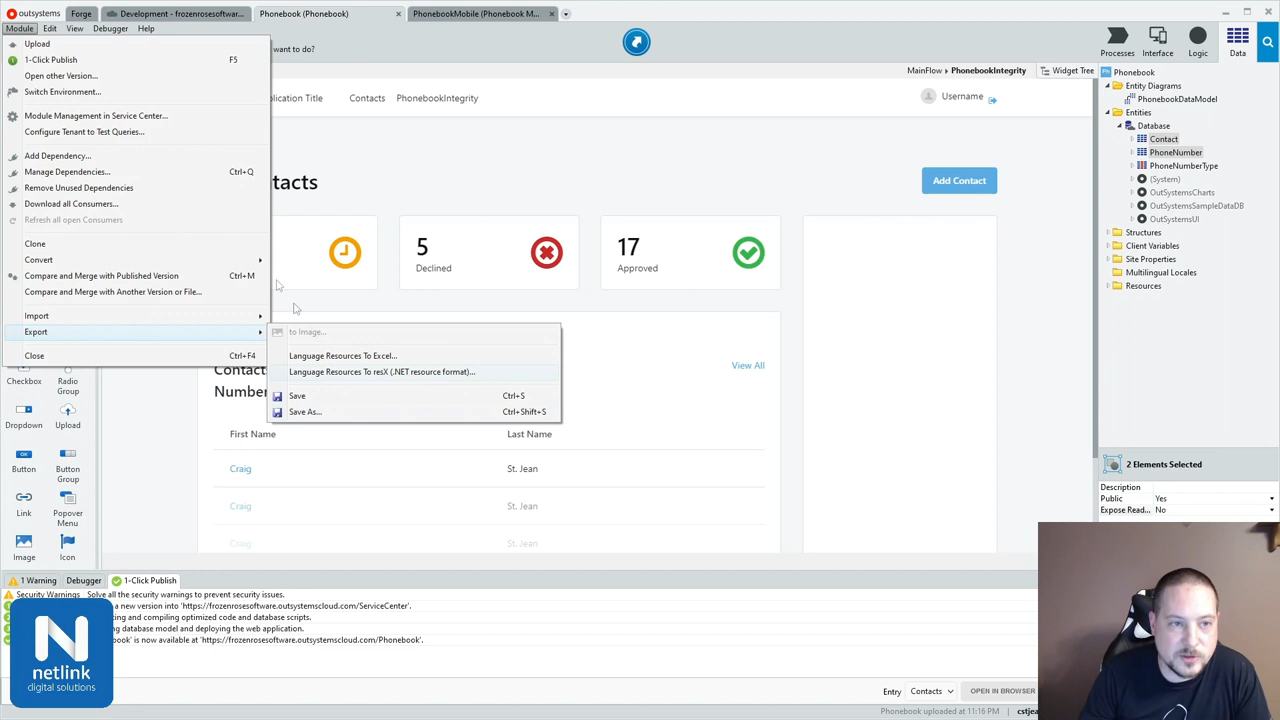 outsystems
Forge
Development - frozenrosesoftwar...
Phonebook (Phonebook)
PhonebookMobile (Phonebook M...
Module
Edit
View
Debugger
Help
Upload
1-Click Publish F5
Open other Version...
Switch Environment...
Module Management in Service Center...
Configure Tenant to Test Queries...
Add Dependency...
Manage Dependencies... Ctrl+Q
Remove Unused Dependencies
Download all Consumers...
Refresh all open Consumers
Clone
Convert
Compare and Merge with Published Version Ctrl+M
Compare and Merge with Another Version or File...
Import
Export
Close Ctrl+F4
to Image...
Language Resources To Excel...
Language Resources To resX (.NET resource format)...
Save Ctrl+S
Save As... Ctrl+Shift+S
want to do?
Processes
Interface
Logic
Data
MainFlow
PhonebookIntegrity
Widget Tree
plication Title
Contacts
PhonebookIntegrity
Username
tacts
Add Contact
5
Declined
17
Approved
Contact
Number
View All
First Name
Last Name
Craig
St. Jean
Craig
St. Jean
Craig
St. Jean
Checkbox
Radio
Group
Dropdown
Upload
OK
Button
Button
Group
Link
Popover
Menu
Image
Icon
Phonebook
Entity Diagrams
PhonebookDataModel
Entities
Database
Contact
PhoneNumber
PhoneNumberType
(System)
OutSystemsCharts
OutSystemsSampleDataDB
OutSystemsUI
Structures
Client Variables
Site Properties
Multilingual Locales
Resources
2 Elements Selected
Description
Public Yes
Expose Read... No
1 Warning
Debugger
1-Click Publish
Security Warnings Solve all the security warnings to prevent security issues.
a new version into 'https://frozenrosesoftware.outsystemscloud.com/ServiceCenter'.
ting and compiling optimized code and database scripts.
ng database model and deploying the web application.
book' is now available at 'https://frozenrosesoftware.outsystemscloud.com/Phonebook'.
N
netlink
digital solutions
Entry
Contacts
OPEN IN BROWSER
Phonebook uploaded at 11:16 PM
cstjea